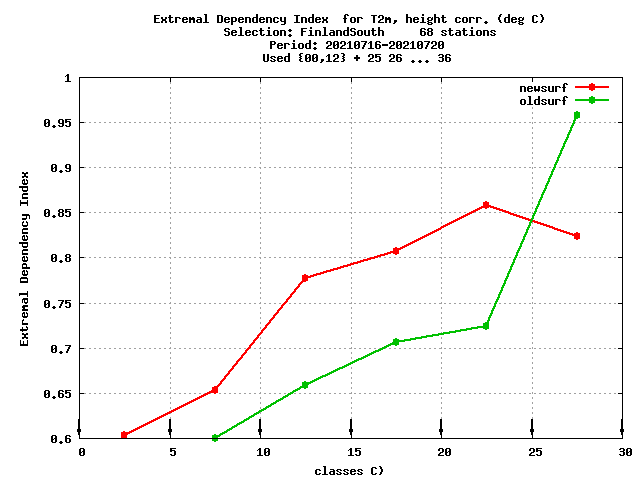 Extremal Dependency Index  for T2m, height corr. (deg C)
Selection: FinlandSouth     68 stations
Period: 20210716-20210720
Used {00,12} + 25 26 ... 36
newsurf
oldsurf
1
0.95
0.9
0.85
0.8
0.75
0.7
0.65
0.6
Extremal Dependency Index
0 5 10 15 20 25 30
classes C)